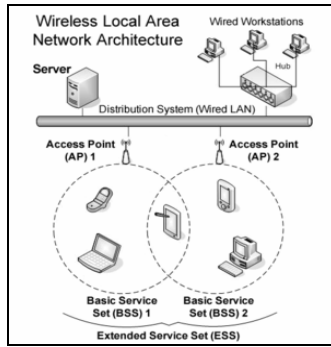 Wireless Local Area
Network Architecture
Wired Workstations
Server
Hub
Distribution System (Wired LAN)
Access Point
(AP) 1
Access Point
(AP) 2
Basic Service
Set (BSS) 1
Basic Service
Set (BSS) 2
Extended Service Set (ESS)